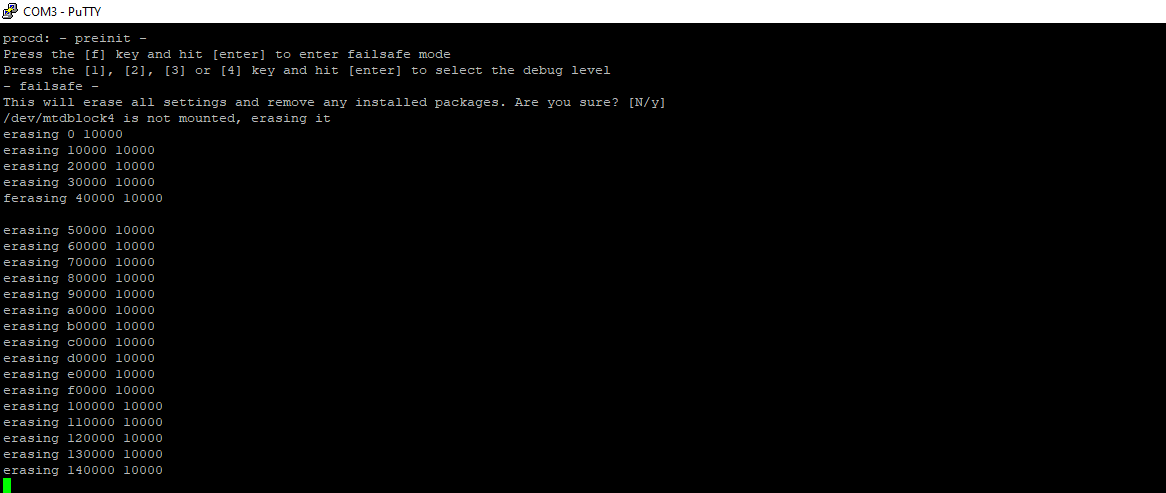 COM3 - PuTTY
procd: - preinit -
Press the [f] key and hit [enter] to enter failsafe mode
Press the [1], [2], [3] or [4] key and hit [enter] to select the debug level
- failsafe -
This will erase all settings and remove any installed packages. Are you sure? [N/y]
/dev/mtdblock4 is not mounted, erasing it
erasing 0 10000
erasing 10000 10000
erasing 20000 10000
erasing 30000 10000
ferasing 40000 10000
erasing 50000 10000
erasing 60000 10000
erasing 70000 10000
erasing 80000 10000
erasing 90000 10000
erasing a0000 10000
erasing b0000 10000
erasing c0000 10000
erasing d0000 10000
erasing e0000 10000
erasing f0000 10000
erasing 100000 10000
erasing 110000 10000
erasing 120000 10000
erasing 130000 10000
erasing 140000 10000